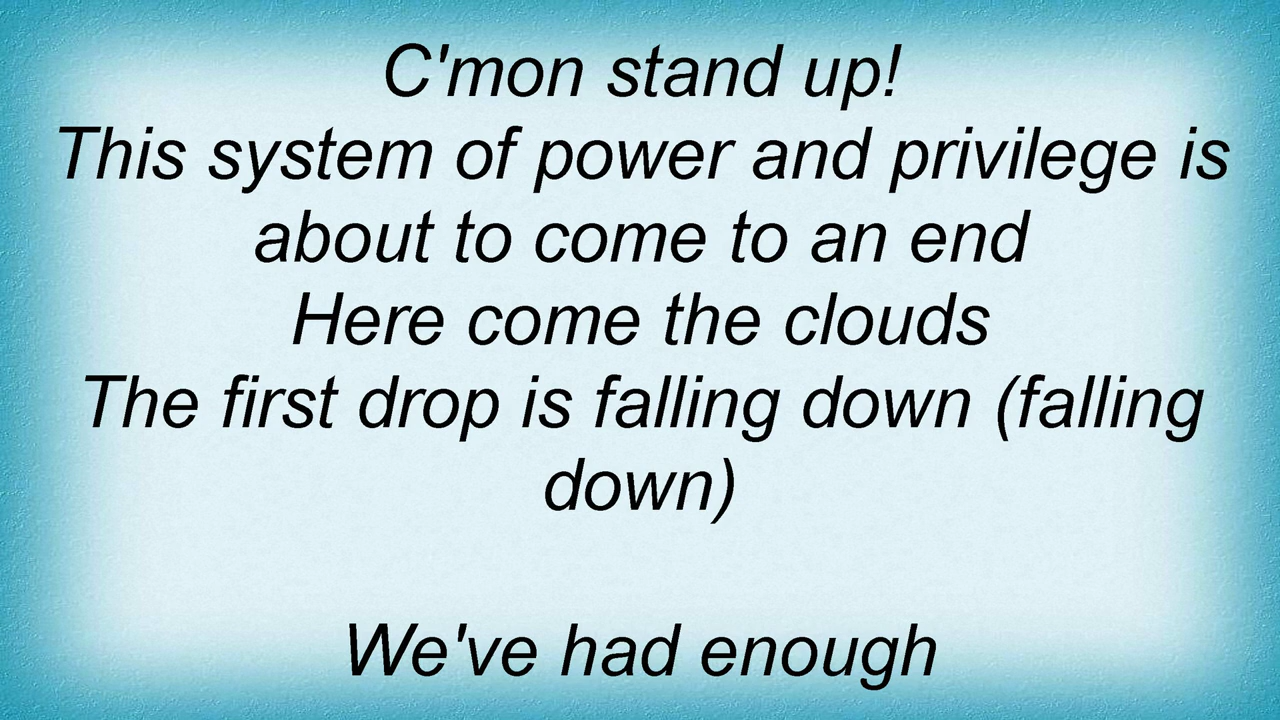 C'mon stand up!
This system of power and privilege is
about to come to an end
Here come the clouds
The first drop is falling down (falling
down)
We've had enough